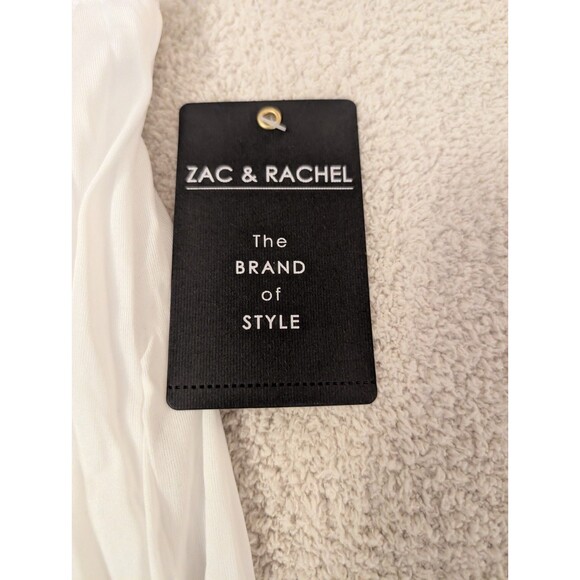 ZAC & RACHEL
The
BRAND
of
STYLE